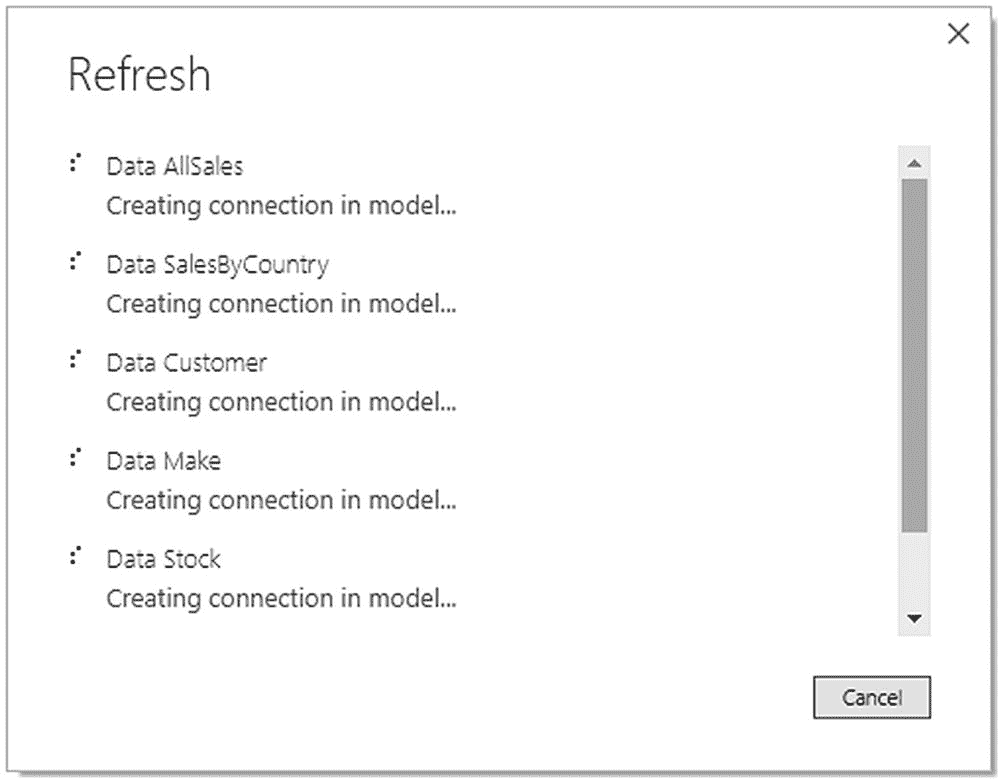 Refresh
Data AllSales
Creating connection in model...
Data SalesByCountry
Creating connection in model...
Data Customer
Creating connection in model...
Data Make
Creating connection in model...
Data Stock
Creating connection in model...
Cancel